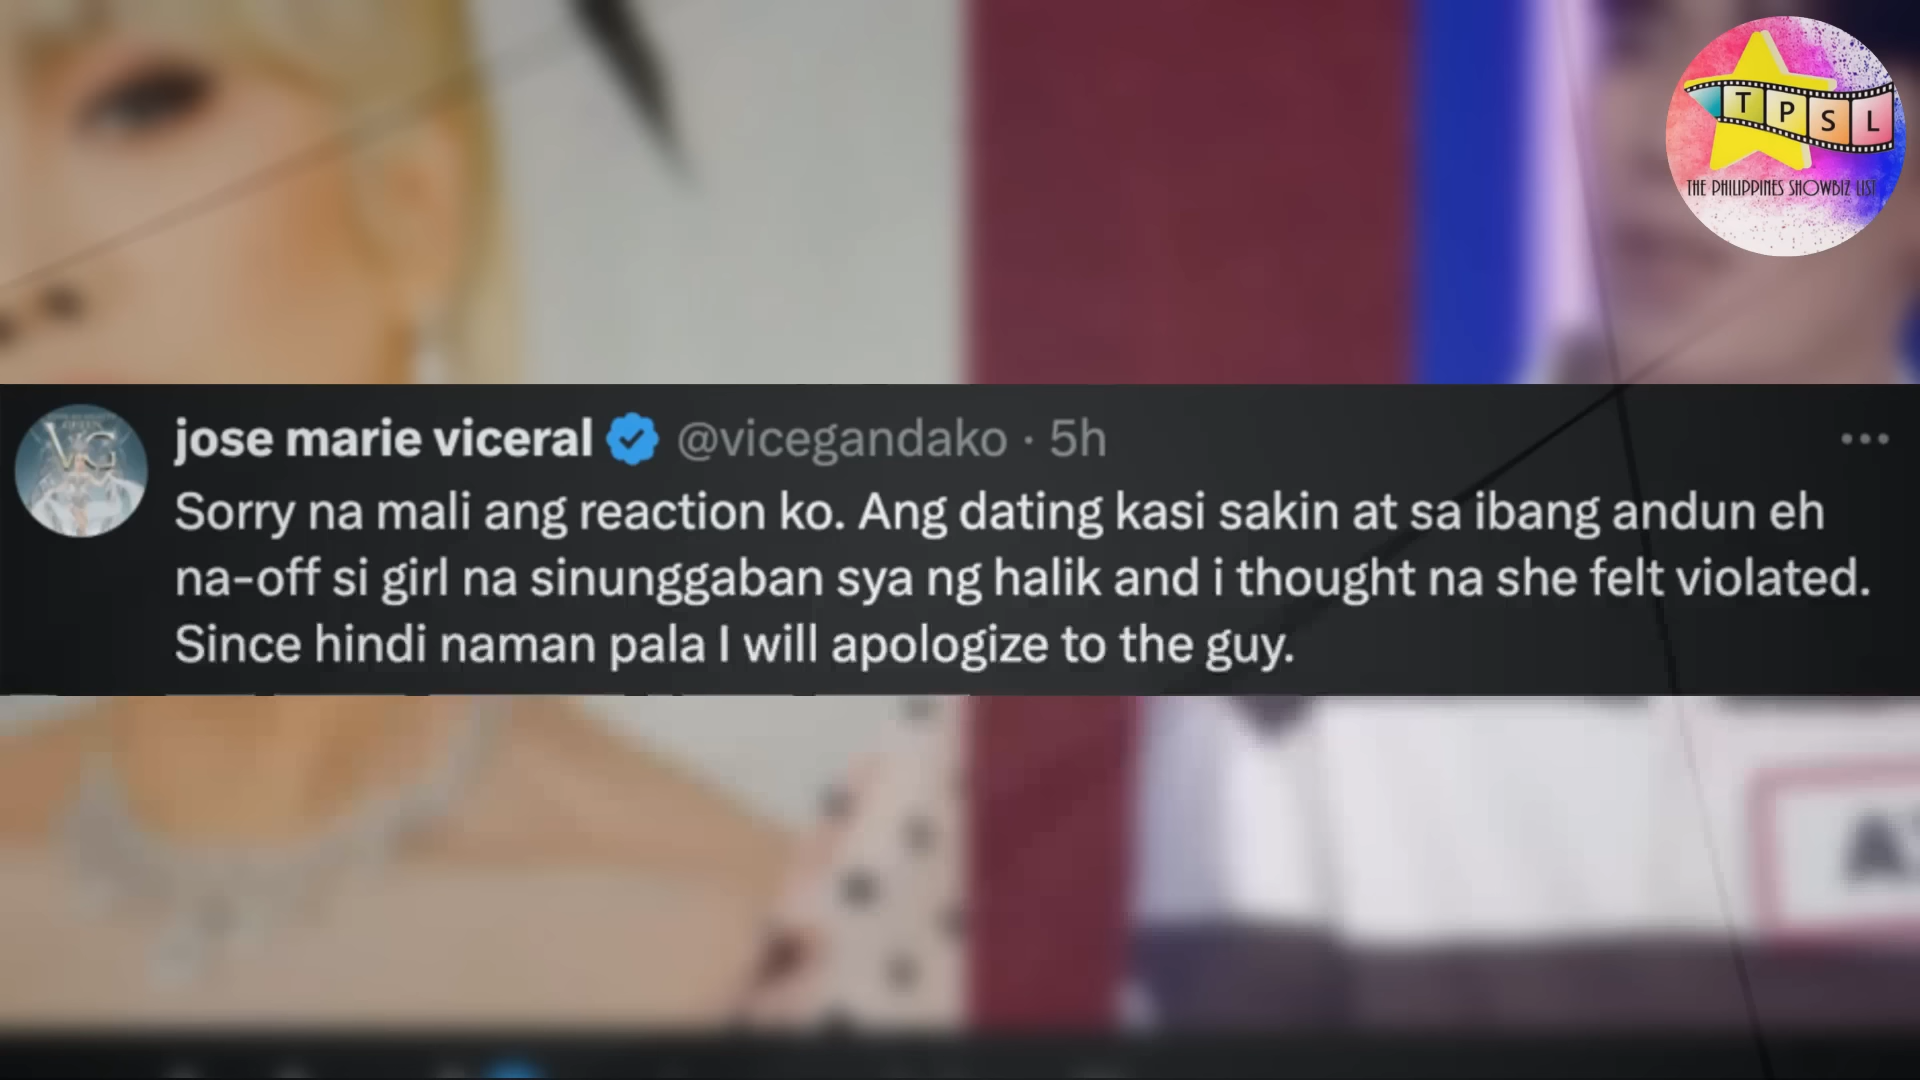 T P S L
THE PHILIPPINES SHOWBIZ LIST
VG
jose marie viceral @vicegandako · 5h
Sorry na mali ang reaction ko. Ang dating kasi sakin at sa ibang andun eh
na-off si girl na sinunggaban sya ng halik and i thought na she felt violated.
Since hindi naman pala I will apologize to the guy.